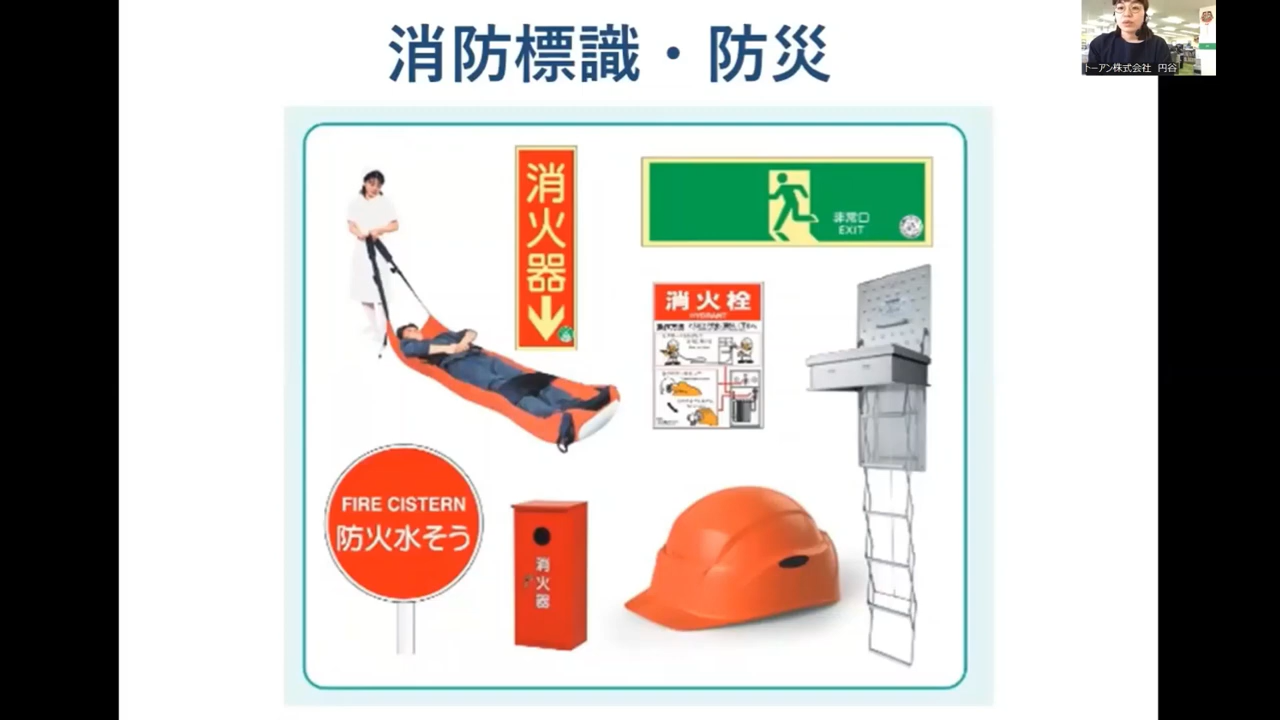 消防標識・防災
トーアン株式会社 円谷
消火器
非常口
EXIT
消火栓
HYDRANT
FIRE CISTERN
防火水そう
消火器